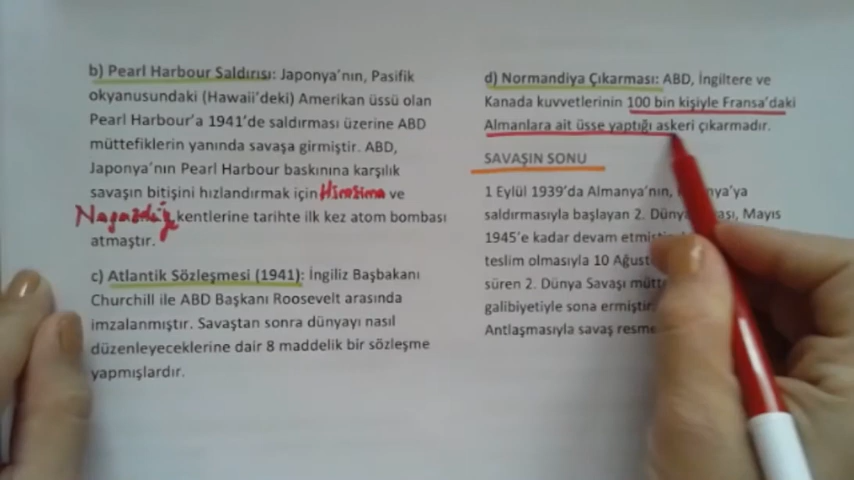 b) Pearl Harbour Saldırısı: Japonya'nın, Pasifik
okyanusundaki (Hawaii'deki) Amerikan üssü olan
Pearl Harbour'a 1941'de saldırması üzerine ABD
müttefiklerin yanında savaşa girmiştir. ABD,
Japonya'nın Pearl Harbour baskınına karşılık
savaşın bitişini hızlandırmak için Hiroşima ve
kentlerine tarihte ilk kez atom bombası
atmıştır.
c) Atlantik Sözleşmesi (1941): İngiliz Başbakanı
Churchill ile ABD Başkanı Roosevelt arasında
imzalanmıştır. Savaştan sonra dünyayı nasıl
düzenleyeceklerine dair 8 maddelik bir sözleşme
yapmışlardır.
d) Normandiya Çıkarması: ABD, İngiltere ve
Kanada kuvvetlerinin 100 bin kişiyle Fransa'daki
Almanlara ait üsse yaptığı askeri çıkarmadır.
SAVAŞIN SONU
1 Eylül 1939'da Almanya'nın, ya'ya
saldırmasıyla başlayan 2. Dünya Mayıs
1945'e kadar devam
teslim olmasıyla 10
süren 2. Dünya Savaşı
galibiyetiyle sona ermiştir.
Antlaşmasıyla savaş